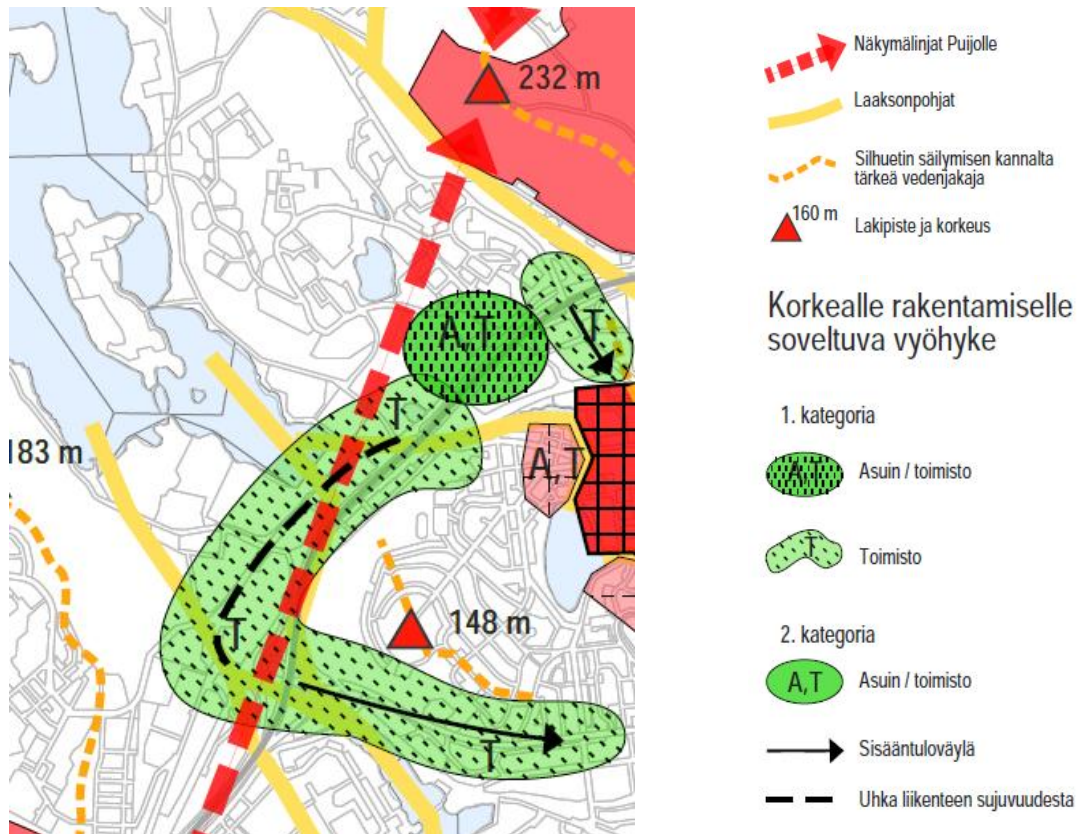 232 m
A,T
T
T
183 m
A,T
T
148 m
T
Näkymälinjat Puijolle
Laaksonpohjat
Silhuetin säilymisen kannalta
tärkeä vedenjakaja
160 m
Lakipiste ja korkeus
Korkealle rakentamiselle
soveltuva vyöhyke
1. kategoria
A,T
Asuin / toimisto
T
Toimisto
2. kategoria
A,T
Asuin / toimisto
Sisääntuloväylä
Uhka liikenteen sujuvuudesta